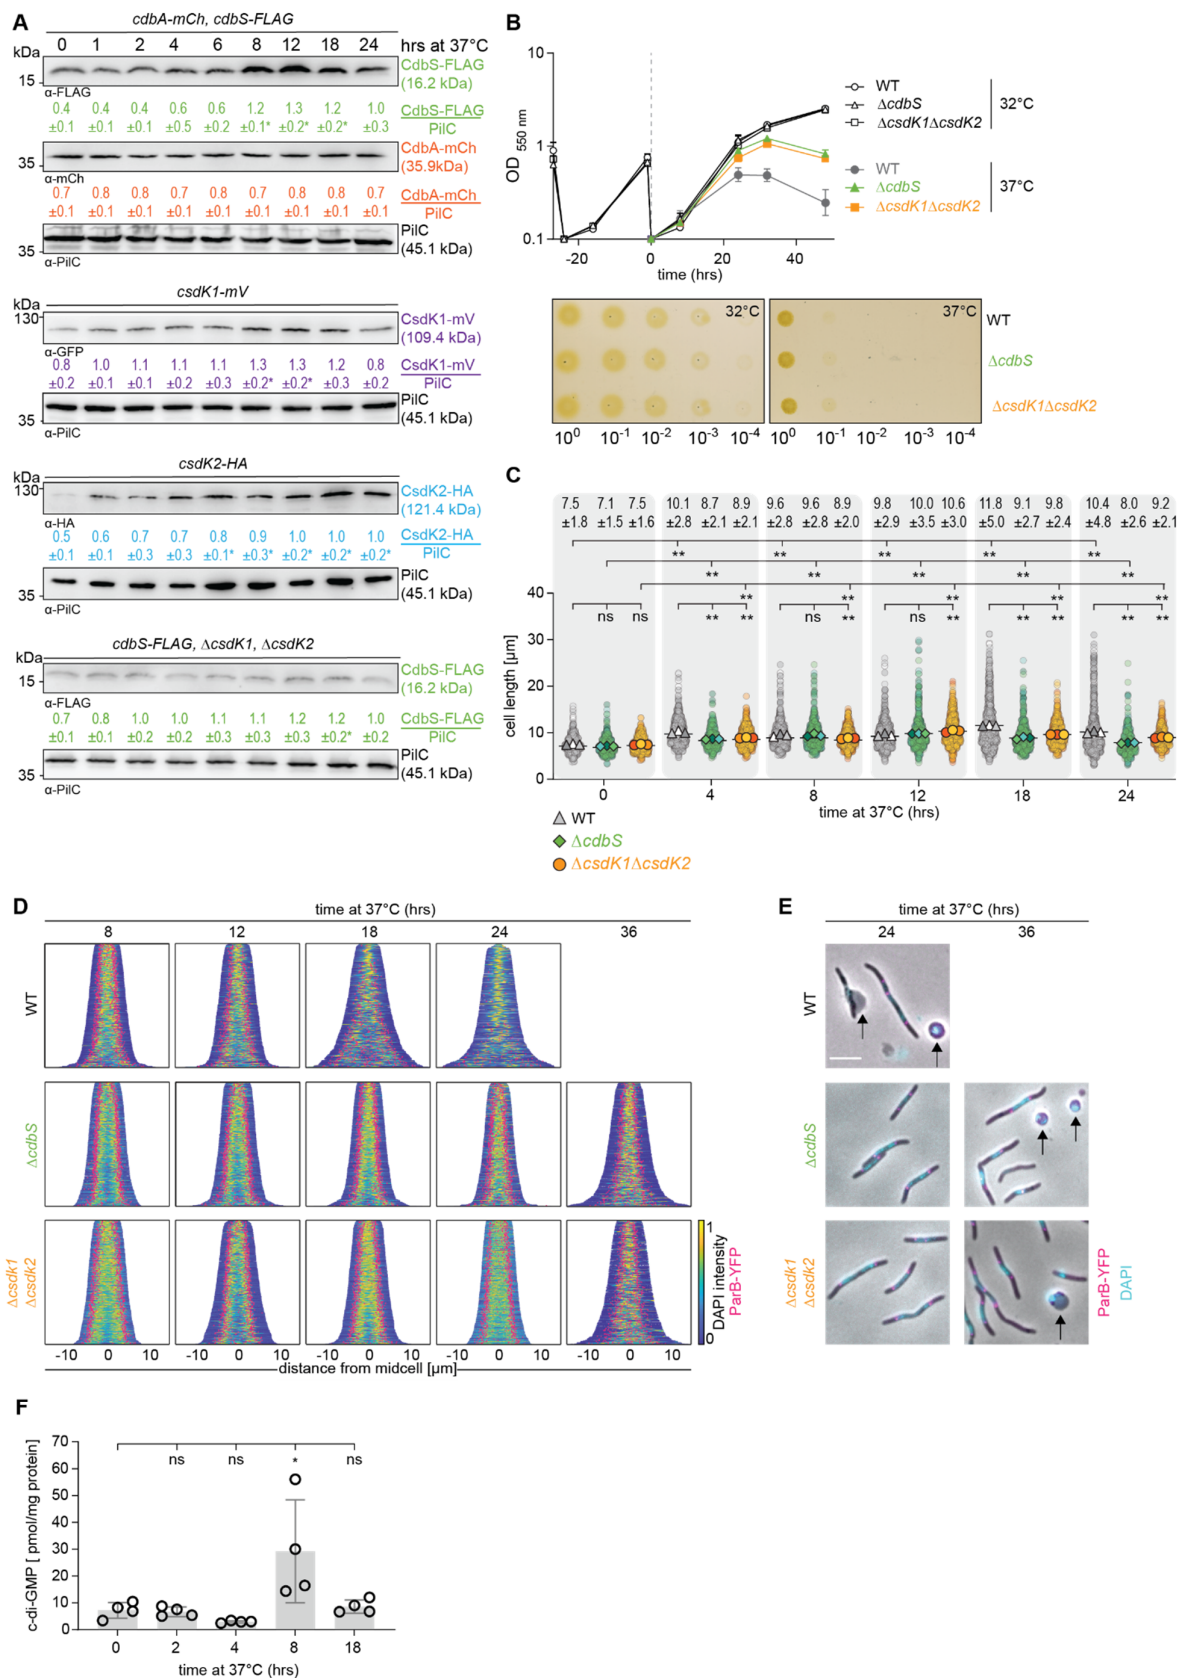 A
cdbA-mCh, cdbS-FLAG
0 1 2 4 6 8 12 18 24 hrs at 37°C
kDa
CdbS-FLAG
15 (16.2 kDa)
α-FLAG
0.4 0.4 0.4 0.6 0.6 1.2 1.3 1.2 1.0 CdbS-FLAG
±0.1 ±0.1 ±0.1 ±0.5 ±0.2 ±0.1* ±0.2* ±0.2* ±0.3 PilC
CdbA-mCh
35 (35.9kDa)
α-mCh
0.7 0.8 0.8 0.7 0.8 0.7 0.8 0.8 0.7 CdbA-mCh
±0.1 ±0.1 ±0.1 ±0.1 ±0.1 ±0.1 ±0.1 ±0.1 ±0.1 PilC
PilC
35 (45.1 kDa)
α-PilC
csdK1-mV
kDa
130 CsdK1-mV
(109.4 kDa)
α-GFP
0.8 1.0 1.1 1.1 1.1 1.3 1.3 1.2 0.8 CsdK1-mV
±0.2 ±0.1 ±0.1 ±0.2 ±0.3 ±0.2* ±0.2* ±0.3 ±0.2 PilC
PilC
35 (45.1 kDa)
α-PilC
csdK2-HA
kDa
130 CsdK2-HA
(121.4 kDa)
α-HA
0.5 0.6 0.7 0.7 0.8 0.9 1.0 1.0 1.0 CsdK2-HA
±0.1 ±0.1 ±0.3 ±0.3 ±0.1* ±0.3* ±0.2* ±0.2* ±0.2* PilC
PilC
35 (45.1 kDa)
α-PilC
cdbS-FLAG, ΔcsdK1, ΔcsdK2
kDa
CdbS-FLAG
15 (16.2 kDa)
α-FLAG
0.7 0.8 1.0 1.0 1.1 1.1 1.2 1.2 1.0 CdbS-FLAG
±0.1 ±0.1 ±0.2 ±0.2 ±0.3 ±0.3 ±0.3 ±0.2* ±0.2 PilC
PilC
35 (45.1 kDa)
α-PilC
B
10
1
0.1
OD 550 nm
-20 0 20 40
time (hrs)
WT
ΔcdbS 32°C
ΔcsdK1ΔcsdK2
WT
ΔcdbS 37°C
ΔcsdK1ΔcsdK2
32°C 37°C
WT
ΔcdbS
ΔcsdK1ΔcsdK2
10⁰ 10⁻¹ 10⁻² 10⁻³ 10⁻⁴ 10⁰ 10⁻¹ 10⁻² 10⁻³ 10⁻⁴
C
7.5 7.1 7.5 10.1 8.7 8.9 9.6 9.6 8.9 9.8 10.0 10.6 11.8 9.1 9.8 10.4 8.0 9.2
±1.8 ±1.5 ±1.6 ±2.8 ±2.1 ±2.1 ±2.8 ±2.8 ±2.0 ±2.9 ±3.5 ±3.0 ±5.0 ±2.7 ±2.4 ±4.8 ±2.6 ±2.1
** ** ** ** **
** ** ** ** **
** ** ** ** **
ns ns ** ** ns ** ns ** ** ** ** **
40
30
20
10
0
cell length [µm]
0 4 8 12 18 24
time at 37°C (hrs)
WT
ΔcdbS
ΔcsdK1ΔcsdK2
D
time at 37°C (hrs)
8 12 18 24 36
WT
ΔcdbS
Δcsdk1
Δcsdk2
1
0
DAPI intensity
ParB-YFP
-10 0 10 -10 0 10 -10 0 10 -10 0 10 -10 0 10
distance from midcell [µm]
E
time at 37°C (hrs)
24 36
WT
ΔcdbS
Δcsdk1
Δcsdk2
ParB-YFP
DAPI
F
70
60
50
40
30
20
10
0
c-di-GMP [ pmol/mg protein]
ns ns * ns
0 2 4 8 18
time at 37°C (hrs)